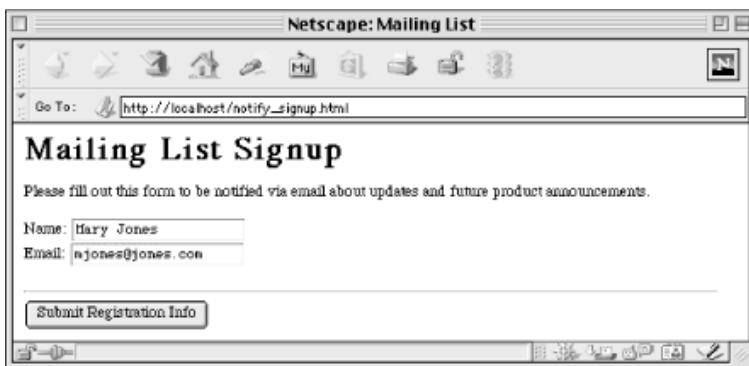 Netscape: Mailing List
My
N
Go To: http://localhost/notify_signup.html
Mailing List Signup
Please fill out this form to be notified via email about updates and future product announcements.
Name: Mary Jones
Email: mjones@jones.com
Submit Registration Info